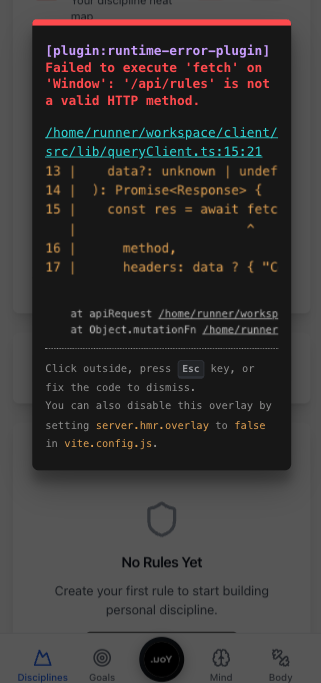 Your discipline heat
map
[plugin:runtime-error-plugin]
Failed to execute 'fetch' on
'Window': '/api/rules' is not
a valid HTTP method.
/home/runner/workspace/client/
src/lib/queryClient.ts:15:21
13 | data?: unknown | undef
14 | ): Promise<Response> {
15 | const res = await fetc
| ^
16 | method,
17 | headers: data ? { "C
at apiRequest /home/runner/worksp
at Object.mutationFn /home/runner
Click outside, press Esc key, or
fix the code to dismiss.
You can also disable this overlay by
setting server.hmr.overlay to false
in vite.config.js.
No Rules Yet
Create your first rule to start building
personal discipline.
Disciplines Goals You. Mind Body